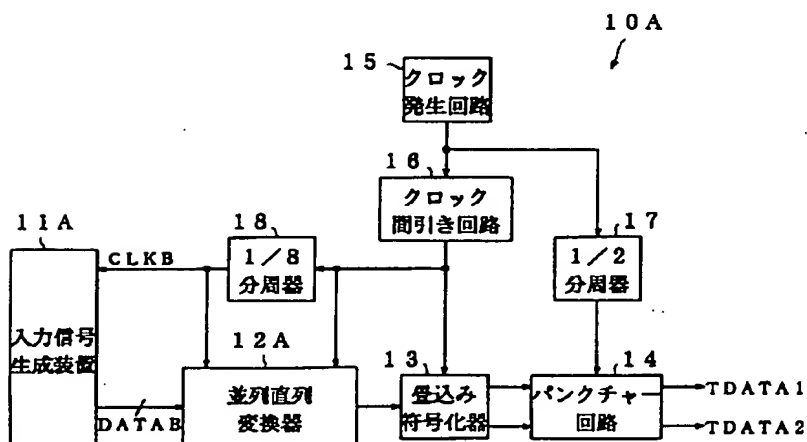 10A
15
クロック
発生回路
16
クロック
間引き回路
11A
18
17
CLKB
1/8
分周器
1/2
分周器
入力信号
生成装置
12A
13
14
DATAB
並列直列
変換器
畳込み
符号化器
パンクチャー
回路
TDATA1
TDATA2